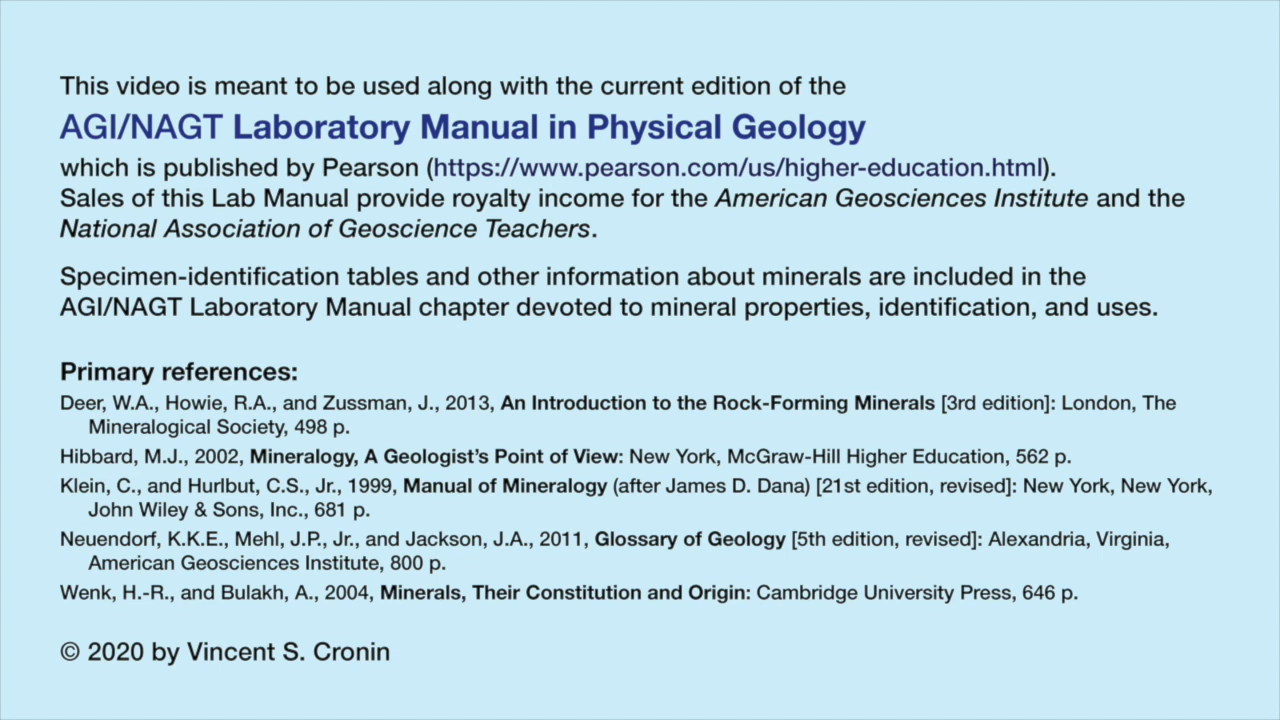 This video is meant to be used along with the current edition of the
AGI/NAGT Laboratory Manual in Physical Geology
which is published by Pearson (https://www.pearson.com/us/higher-education.html).
Sales of this Lab Manual provide royalty income for the American Geosciences Institute and the
National Association of Geoscience Teachers.
Specimen-identification tables and other information about minerals are included in the
AGI/NAGT Laboratory Manual chapter devoted to mineral properties, identification, and uses.
Primary references:
Deer, W.A., Howie, R.A., and Zussman, J., 2013, An Introduction to the Rock-Forming Minerals [3rd edition]: London, The
Mineralogical Society, 498 p.
Hibbard, M.J., 2002, Mineralogy, A Geologist's Point of View: New York, McGraw-Hill Higher Education, 562 p.
Klein, C., and Hurlbut, C.S., Jr., 1999, Manual of Mineralogy (after James D. Dana) [21st edition, revised]: New York, New York,
John Wiley & Sons, Inc., 681 p.
Neuendorf, K.K.E., Mehl, J.P., Jr., and Jackson, J.A., 2011, Glossary of Geology [5th edition, revised]: Alexandria, Virginia,
American Geosciences Institute, 800 p.
Wenk, H.-R., and Bulakh, A., 2004, Minerals, Their Constitution and Origin: Cambridge University Press, 646 p.
© 2020 by Vincent S. Cronin